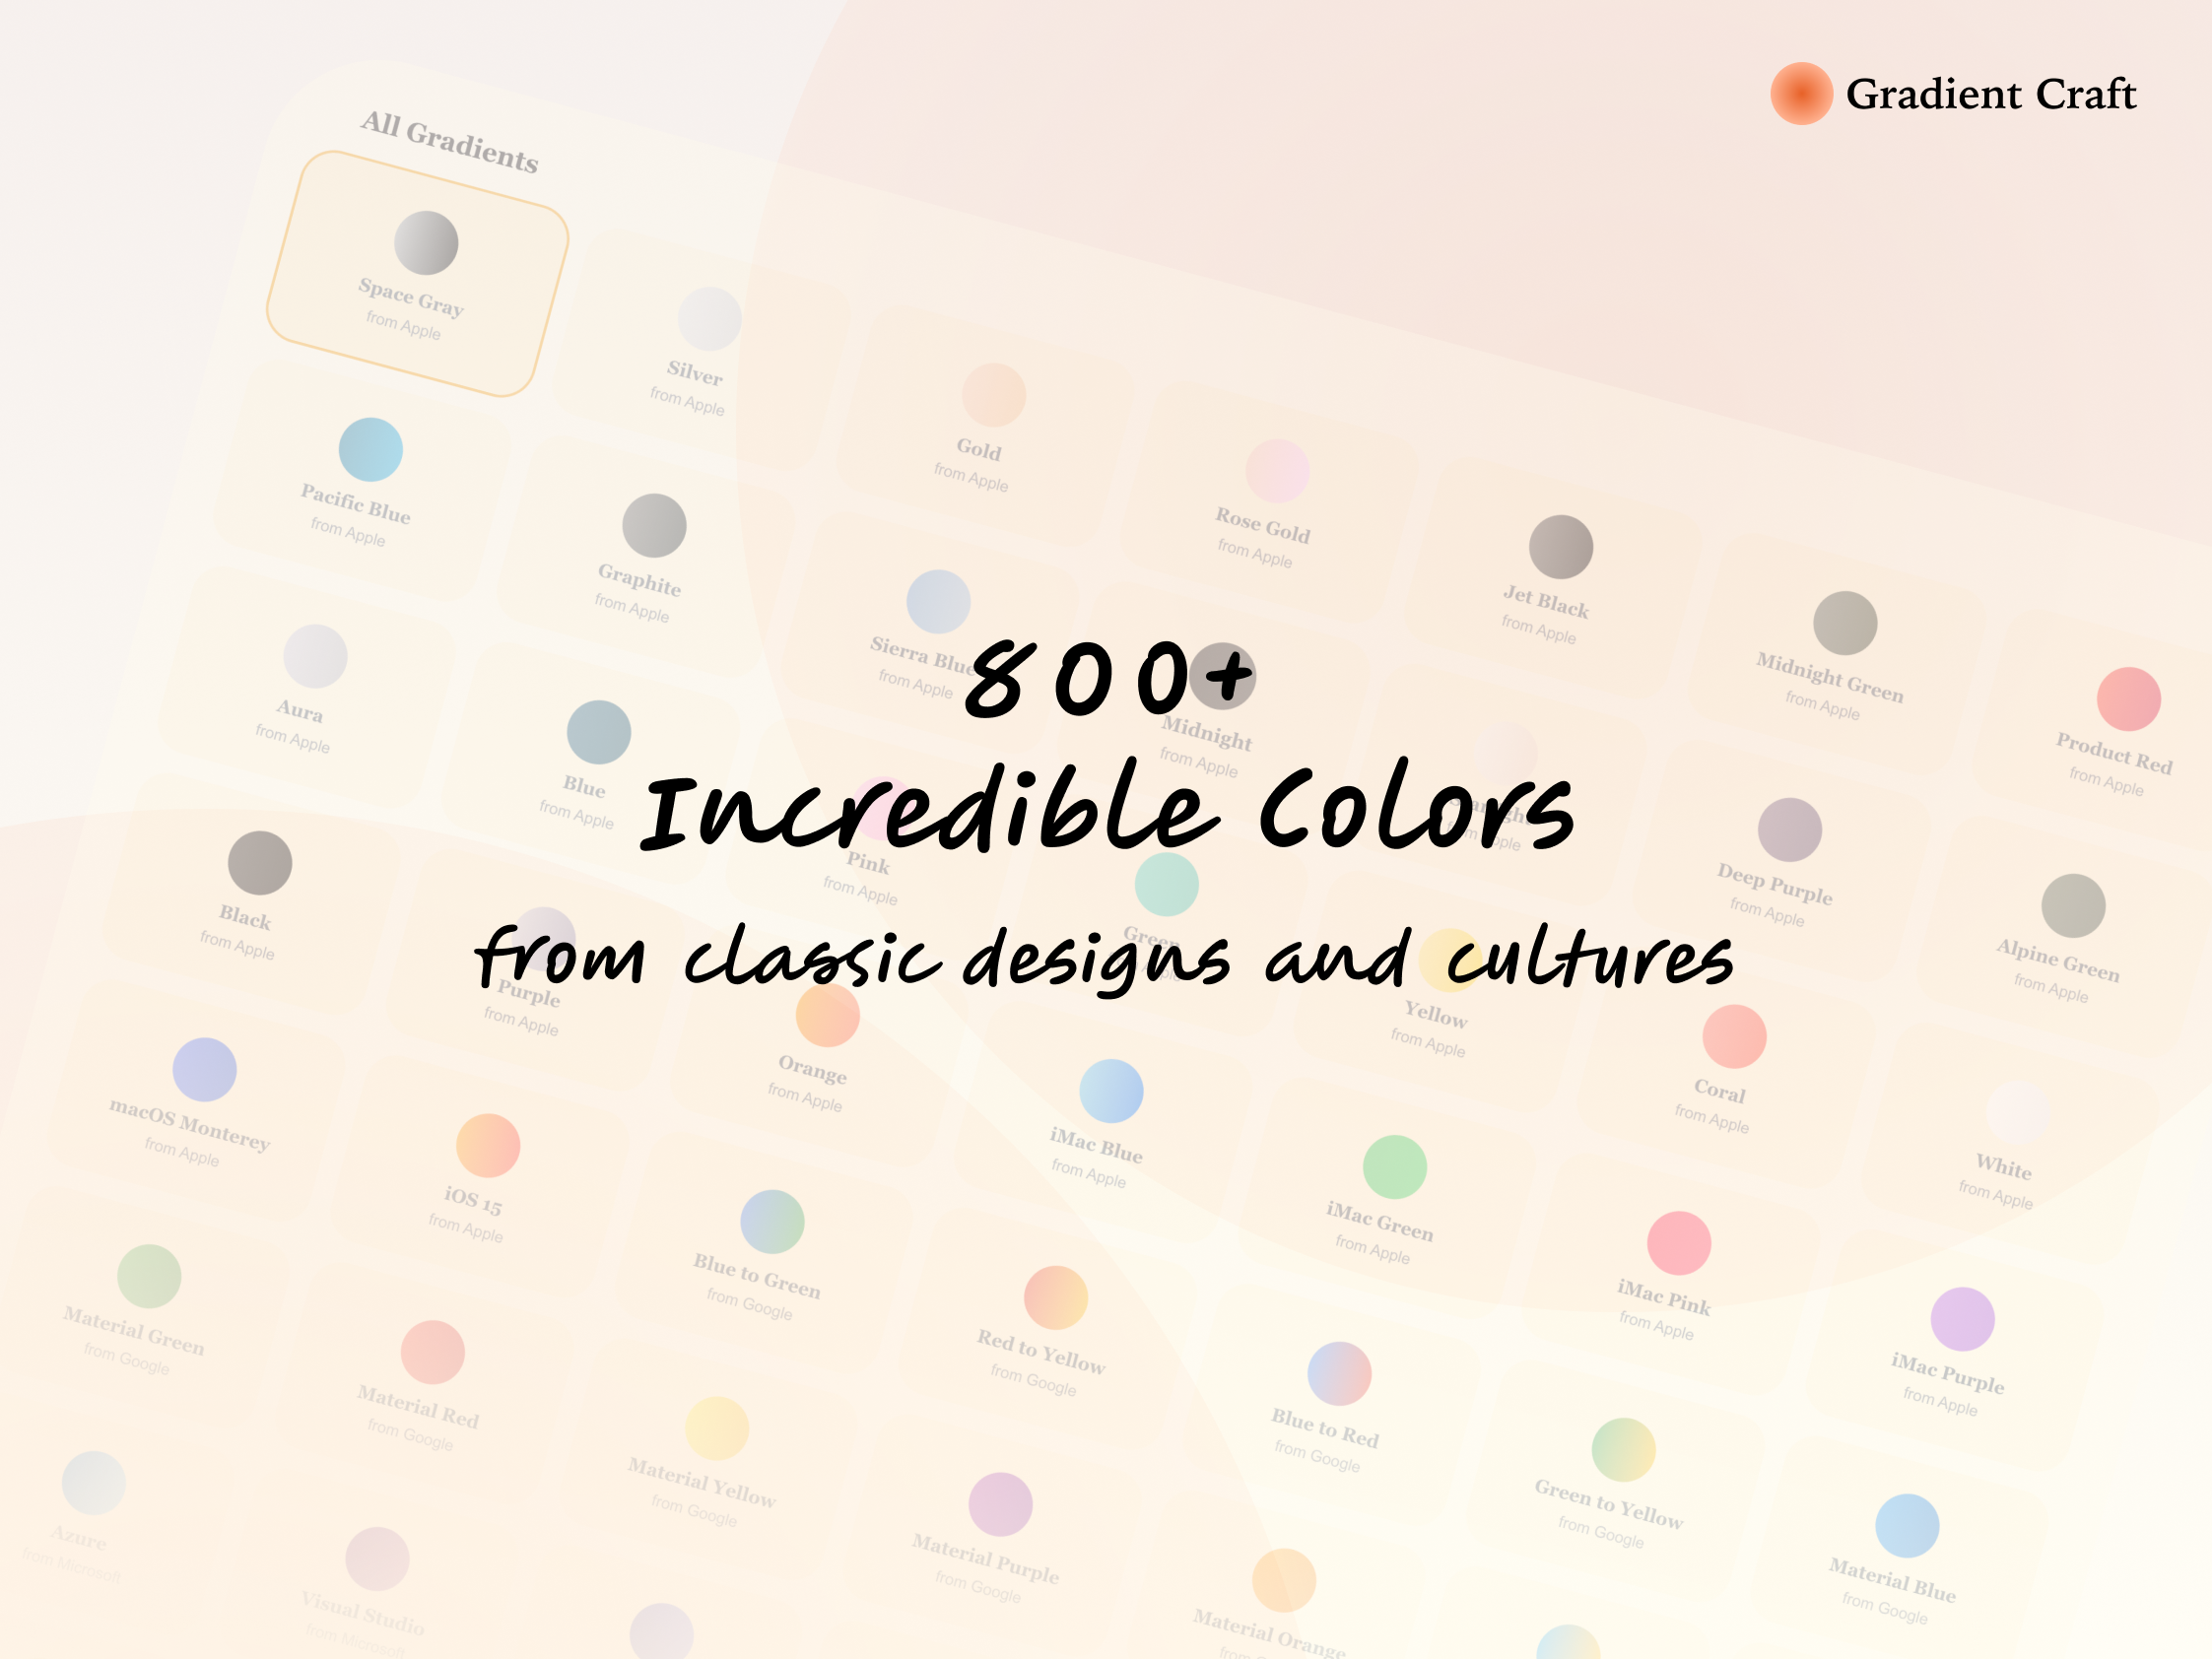 Gradient Craft
All Gradients
Space Gray
from Apple
Silver
from Apple
Gold
from Apple
Rose Gold
from Apple
Jet Black
from Apple
Midnight Green
from Apple
Product Red
from Apple
Pacific Blue
from Apple
Graphite
from Apple
Sierra Blue
from Apple
Midnight
from Apple
from Apple
Deep Purple
from Apple
Alpine Green
from Apple
Aura
from Apple
Blue
from Apple
Pink
from Apple
Green
Yellow
from Apple
Coral
from Apple
White
from Apple
800+
Incredible Colors
from classic designs and cultures
Black
from Apple
Purple
from Apple
Orange
from Apple
iMac Blue
from Apple
iMac Green
from Apple
iMac Pink
from Apple
iMac Purple
from Apple
macOS Monterey
from Apple
iOS 15
from Apple
Blue to Green
from Google
Red to Yellow
from Google
Blue to Red
from Google
Green to Yellow
from Google
Material Blue
from Google
Material Green
from Google
Material Red
from Google
Material Yellow
from Google
Material Purple
from Google
Material Orange
from
Azure
from Microsoft
Visual Studio
from Microsoft